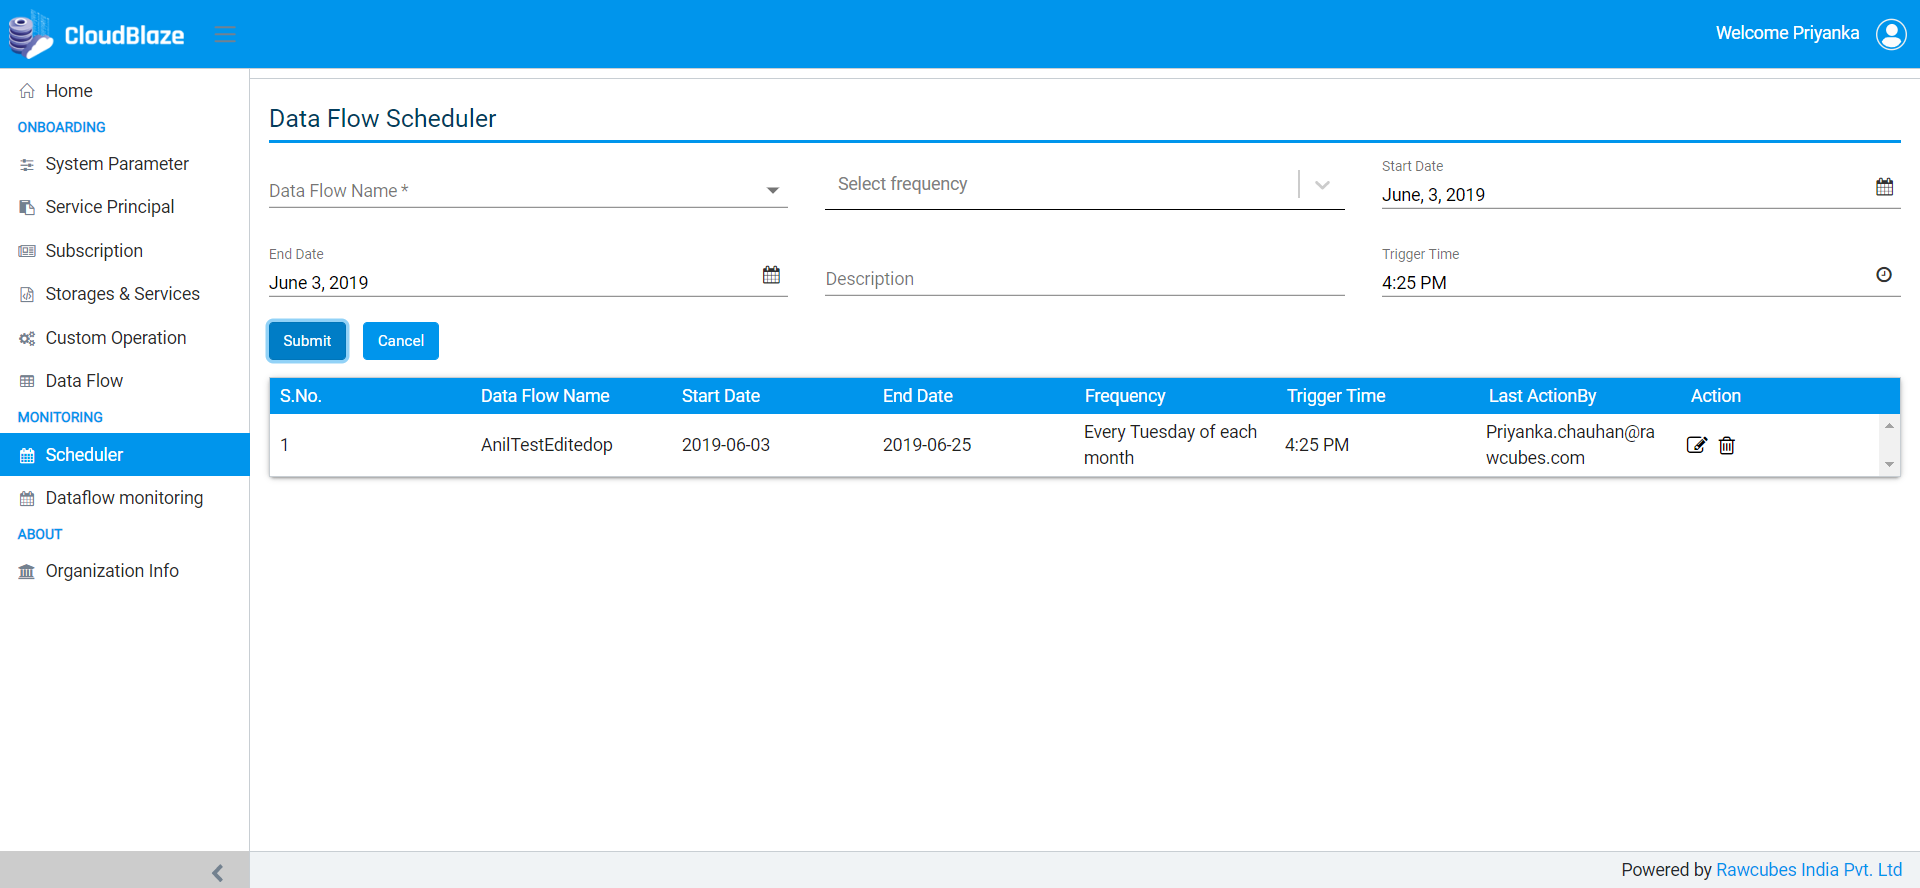 CloudBlaze
Welcome Priyanka
Home
ONBOARDING
System Parameter
Service Principal
Subscription
Storages & Services
Custom Operation
Data Flow
MONITORING
Scheduler
Dataflow monitoring
ABOUT
Organization Info
Data Flow Scheduler
Data Flow Name *
Select frequency
Start Date
June, 3, 2019
End Date
June 3, 2019
Description
Trigger Time
4:25 PM
Submit Cancel
S.No. Data Flow Name Start Date End Date Frequency Trigger Time Last ActionBy Action
1 AnilTestEditedop 2019-06-03 2019-06-25 Every Tuesday of each 4:25 PM Priyanka.chauhan@ra
month wcubes.com
Powered by Rawcubes India Pvt. Ltd